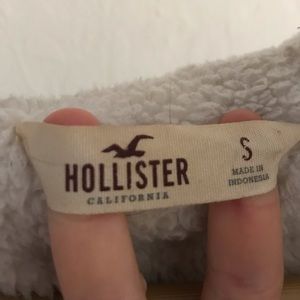 HOLLISTER
CALIFORNIA
S
MADE IN
INDONESIA